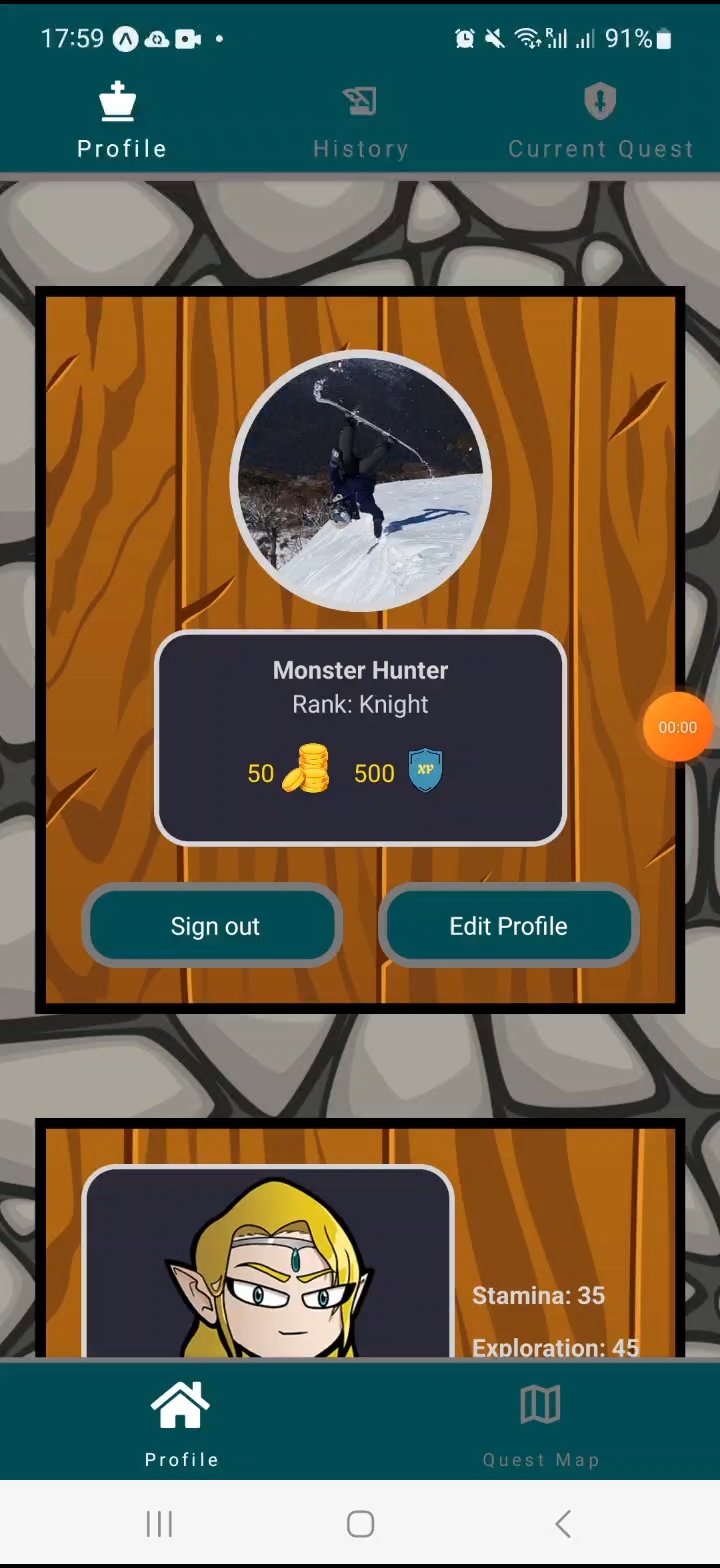 17:59 91%
Profile History Current Quest
Monster Hunter
Rank: Knight
50 500 XP
00:00
Sign out Edit Profile
Stamina: 35
Exploration: 45
Profile Quest Map